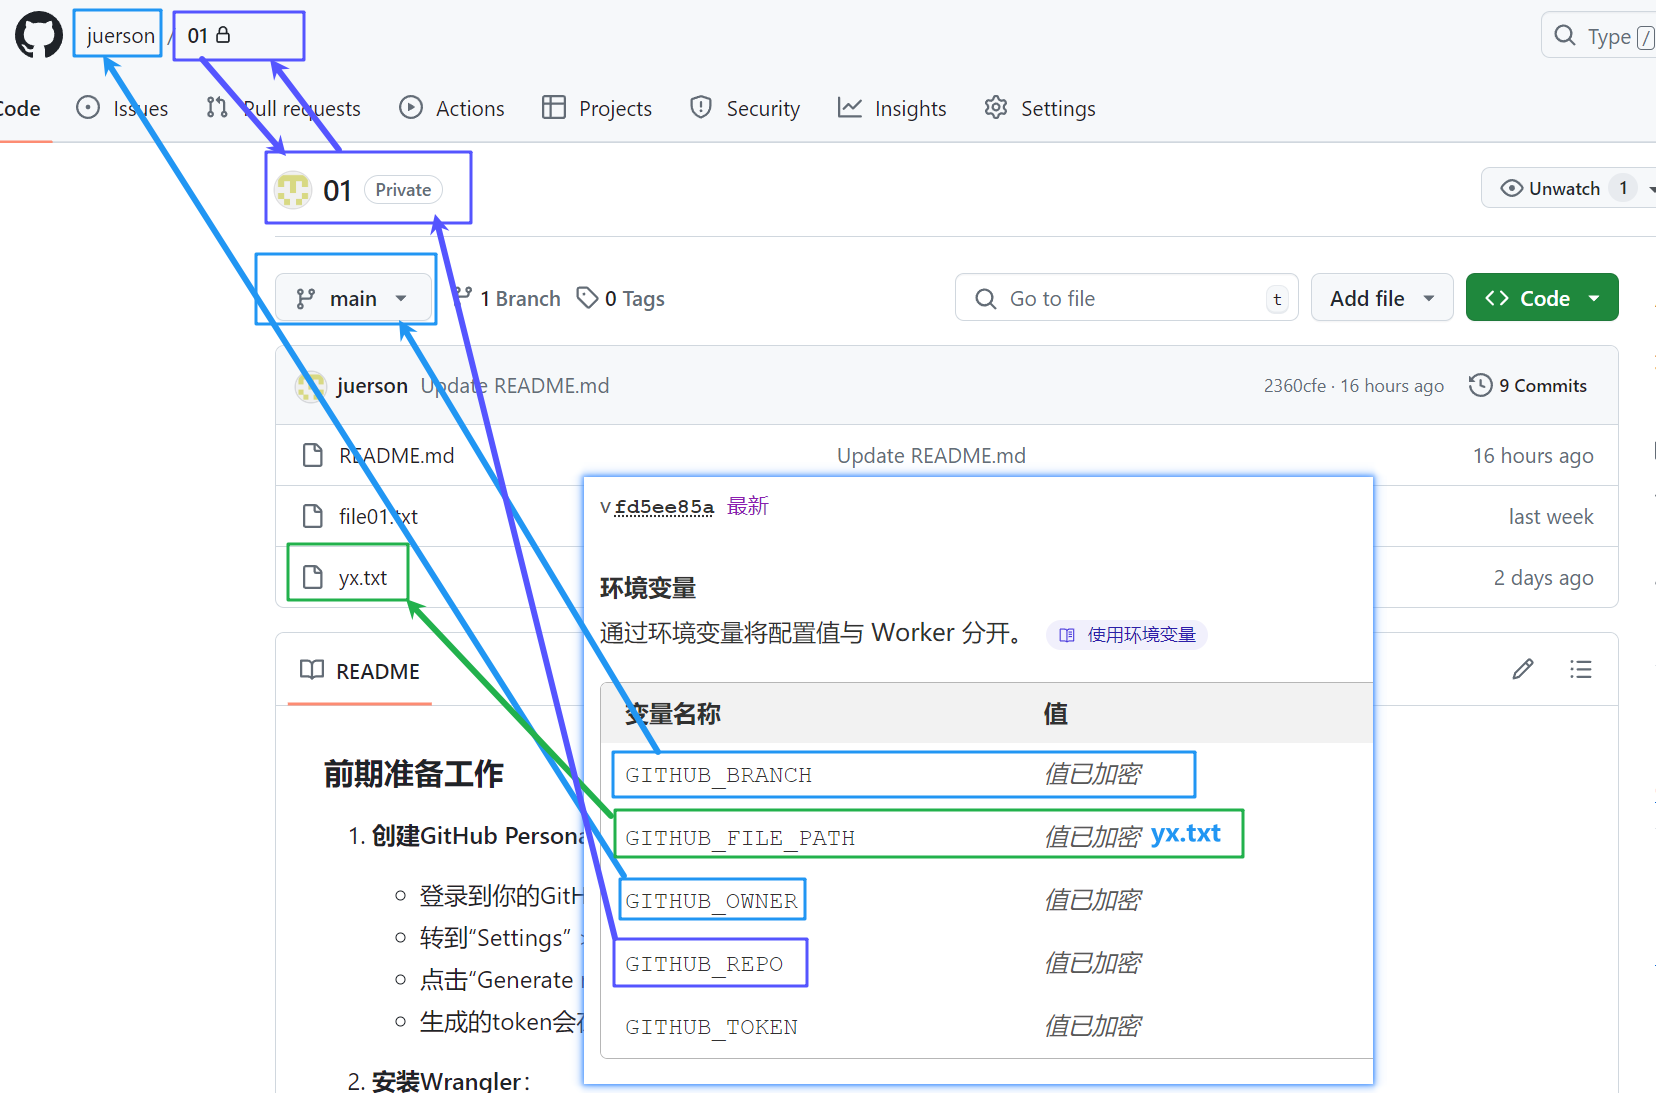 juerson / 01
Type /
Code Issues Pull requests Actions Projects Security Insights Settings
01 Private
Unwatch 1
main 1 Branch 0 Tags Go to file t Add file Code
juerson Update README.md 2360cfe · 16 hours ago 9 Commits
README.md Update README.md 16 hours ago
file01.txt last week
yx.txt 2 days ago
README
前期准备工作
1. 创建GitHub Persona
登录到你的GitH
转到“Settings” >
点击“Generate
生成的token会在
2. 安装Wrangler：
v fd5ee85a 最新
环境变量
通过环境变量将配置值与 Worker 分开。 使用环境变量
变量名称 值
GITHUB_BRANCH 值已加密
GITHUB_FILE_PATH 值已加密 yx.txt
GITHUB_OWNER 值已加密
GITHUB_REPO 值已加密
GITHUB_TOKEN 值已加密